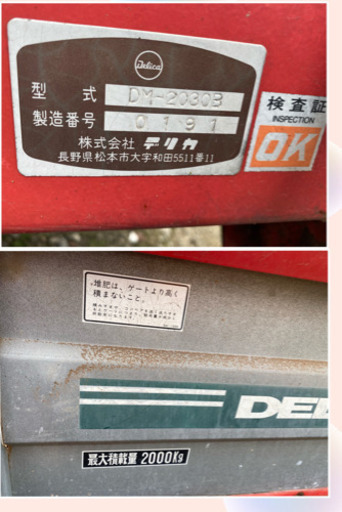 Delica
型式 DM-2030B
製造番号 0191
株式会社デリカ
長野県松本市大字和田5511番11
検査証
INSPECTION
OK
堆肥は、ゲートより高く
積まないこと。
DEL
最大積載量 2000Kg